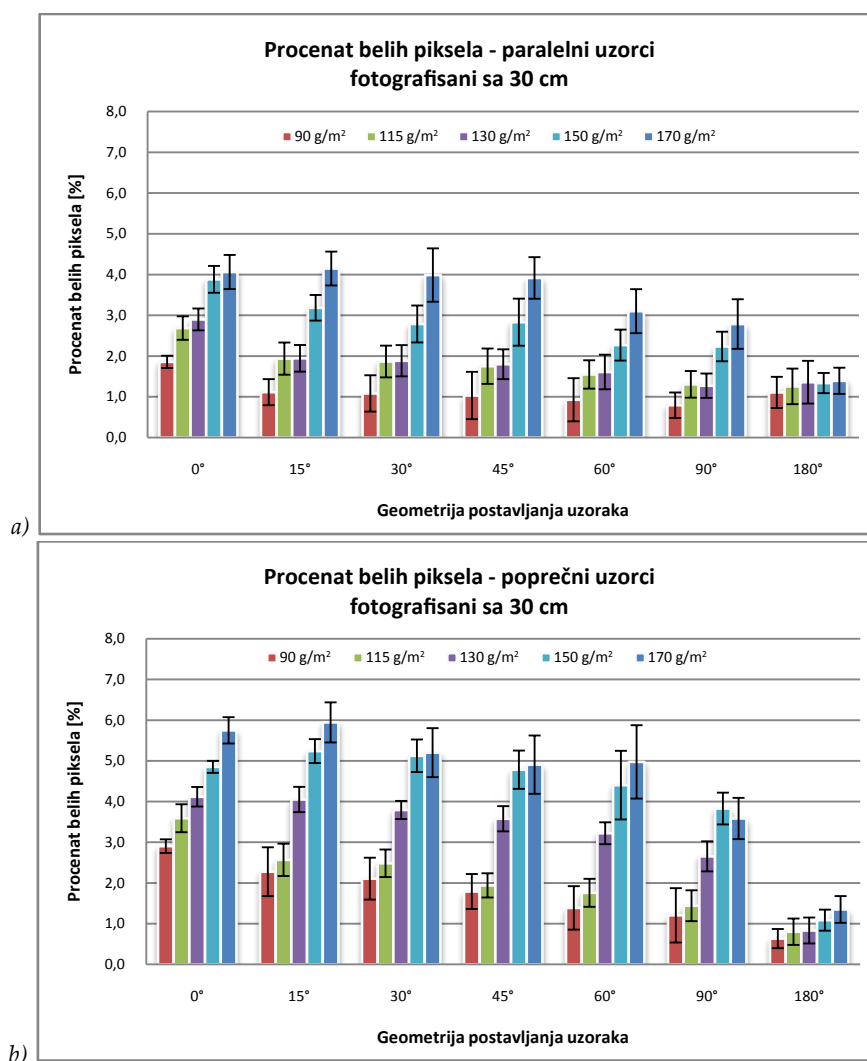 Procenat belih piksela - paralelni uzorci
fotografisani sa 30 cm
8,0
7,0
6,0
5,0
4,0
3,0
2,0
1,0
0,0
Procenat belih piksela [%]
90 g/m²
115 g/m²
130 g/m²
150 g/m²
170 g/m²
0°
15°
30°
45°
60°
90°
180°
Geometrija postavljanja uzoraka
a)
Procenat belih piksela - poprečni uzorci
fotografisani sa 30 cm
8,0
7,0
6,0
5,0
4,0
3,0
2,0
1,0
0,0
Procenat belih piksela [%]
90 g/m²
115 g/m²
130 g/m²
150 g/m²
170 g/m²
0°
15°
30°
45°
60°
90°
180°
Geometrija postavljanja uzoraka
b)